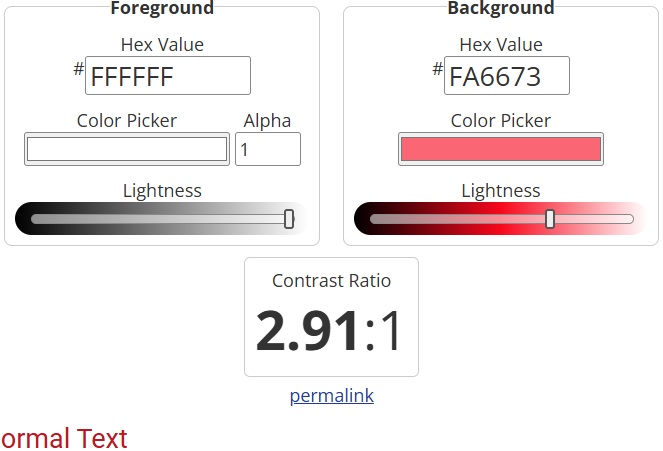 Foreground
Hex Value
# FFFFFF
Color Picker Alpha
1
Lightness
Background
Hex Value
# FA6673
Color Picker
Lightness
Contrast Ratio
2.91:1
permalink
ormal Text